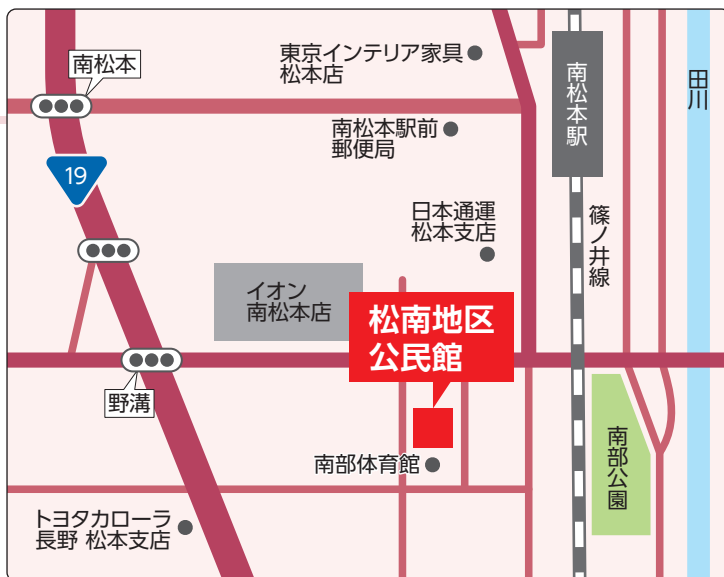 南松本
東京インテリア家具
松本店
南松本駅
田川
南松本駅前
郵便局
19
日本通運
松本支店
篠ノ井線
イオン
南松本店
松南地区
公民館
野溝
南部体育館
南部公園
トヨタカローラ
長野 松本支店